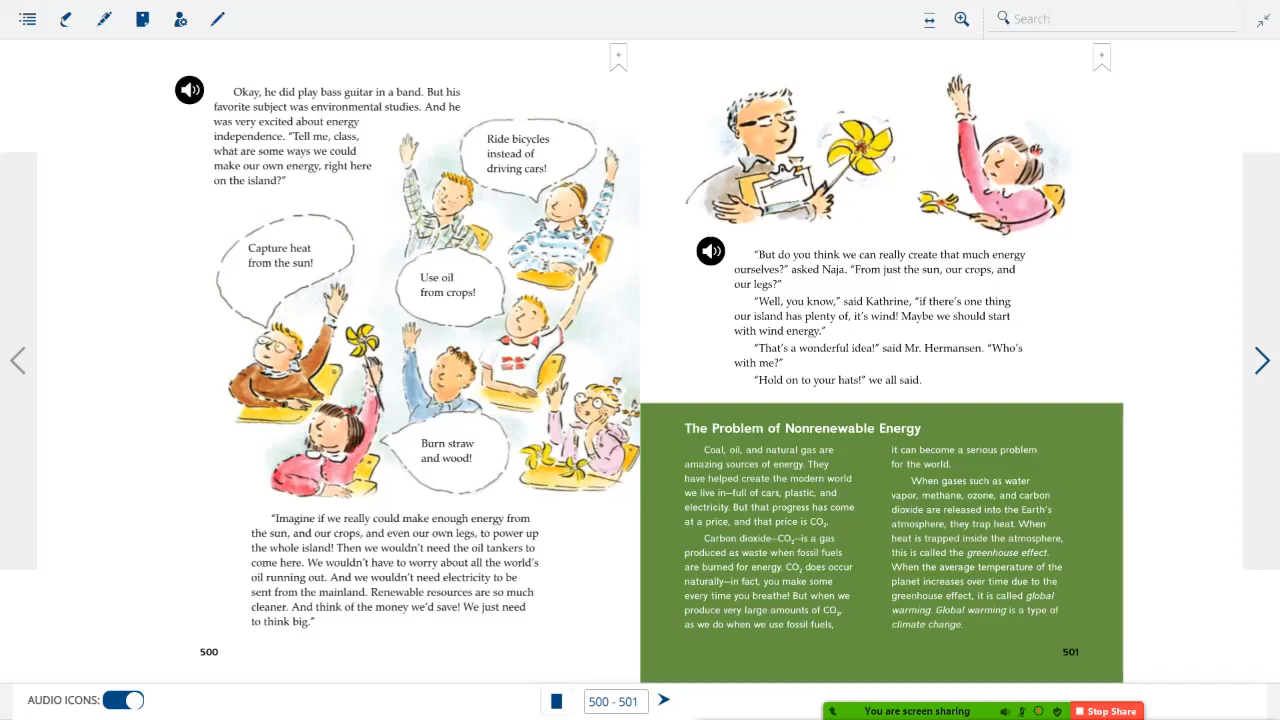 Search
Okay, he did play bass guitar in a band. But his
favorite subject was environmental studies. And he
was very excited about energy
independence. “Tell me, class,
what are some ways we could
make our own energy, right here
on the island?”
Ride bicycles
instead of
driving cars!
Capture heat
from the sun!
Use oil
from crops!
Burn straw
and wood!
“Imagine if we really could make enough energy from
the sun, and our crops, and even our own legs, to power up
the whole island! Then we wouldn’t need the oil tankers to
come here. We wouldn’t have to worry about all the world’s
oil running out. And we wouldn’t need electricity to be
sent from the mainland. Renewable resources are so much
cleaner. And think of the money we’d save! We just need
to think big.”
500
“But do you think we can really create that much energy
ourselves?” asked Naja. “From just the sun, our crops, and
our legs?”
“Well, you know,” said Kathrine, “if there’s one thing
our island has plenty of, it’s wind! Maybe we should start
with wind energy.”
“That’s a wonderful idea!” said Mr. Hermansen. “Who’s
with me?”
“Hold on to your hats!” we all said.
The Problem of Nonrenewable Energy
Coal, oil, and natural gas are
amazing sources of energy. They
have helped create the modern world
we live in—full of cars, plastic, and
electricity. But that progress has come
at a price, and that price is CO₂.
Carbon dioxide—CO₂—is a gas
produced as waste when fossil fuels
are burned for energy. CO₂ does occur
naturally—in fact, you make some
every time you breathe! But when we
produce very large amounts of CO₂,
as we do when we use fossil fuels,
it can become a serious problem
for the world.
When gases such as water
vapor, methane, ozone, and carbon
dioxide are released into the Earth’s
atmosphere, they trap heat. When
heat is trapped inside the atmosphere,
this is called the greenhouse effect.
When the average temperature of the
planet increases over time due to the
greenhouse effect, it is called global
warming. Global warming is a type of
climate change.
501
AUDIO ICONS:
500 - 501
You are screen sharing
Stop Share